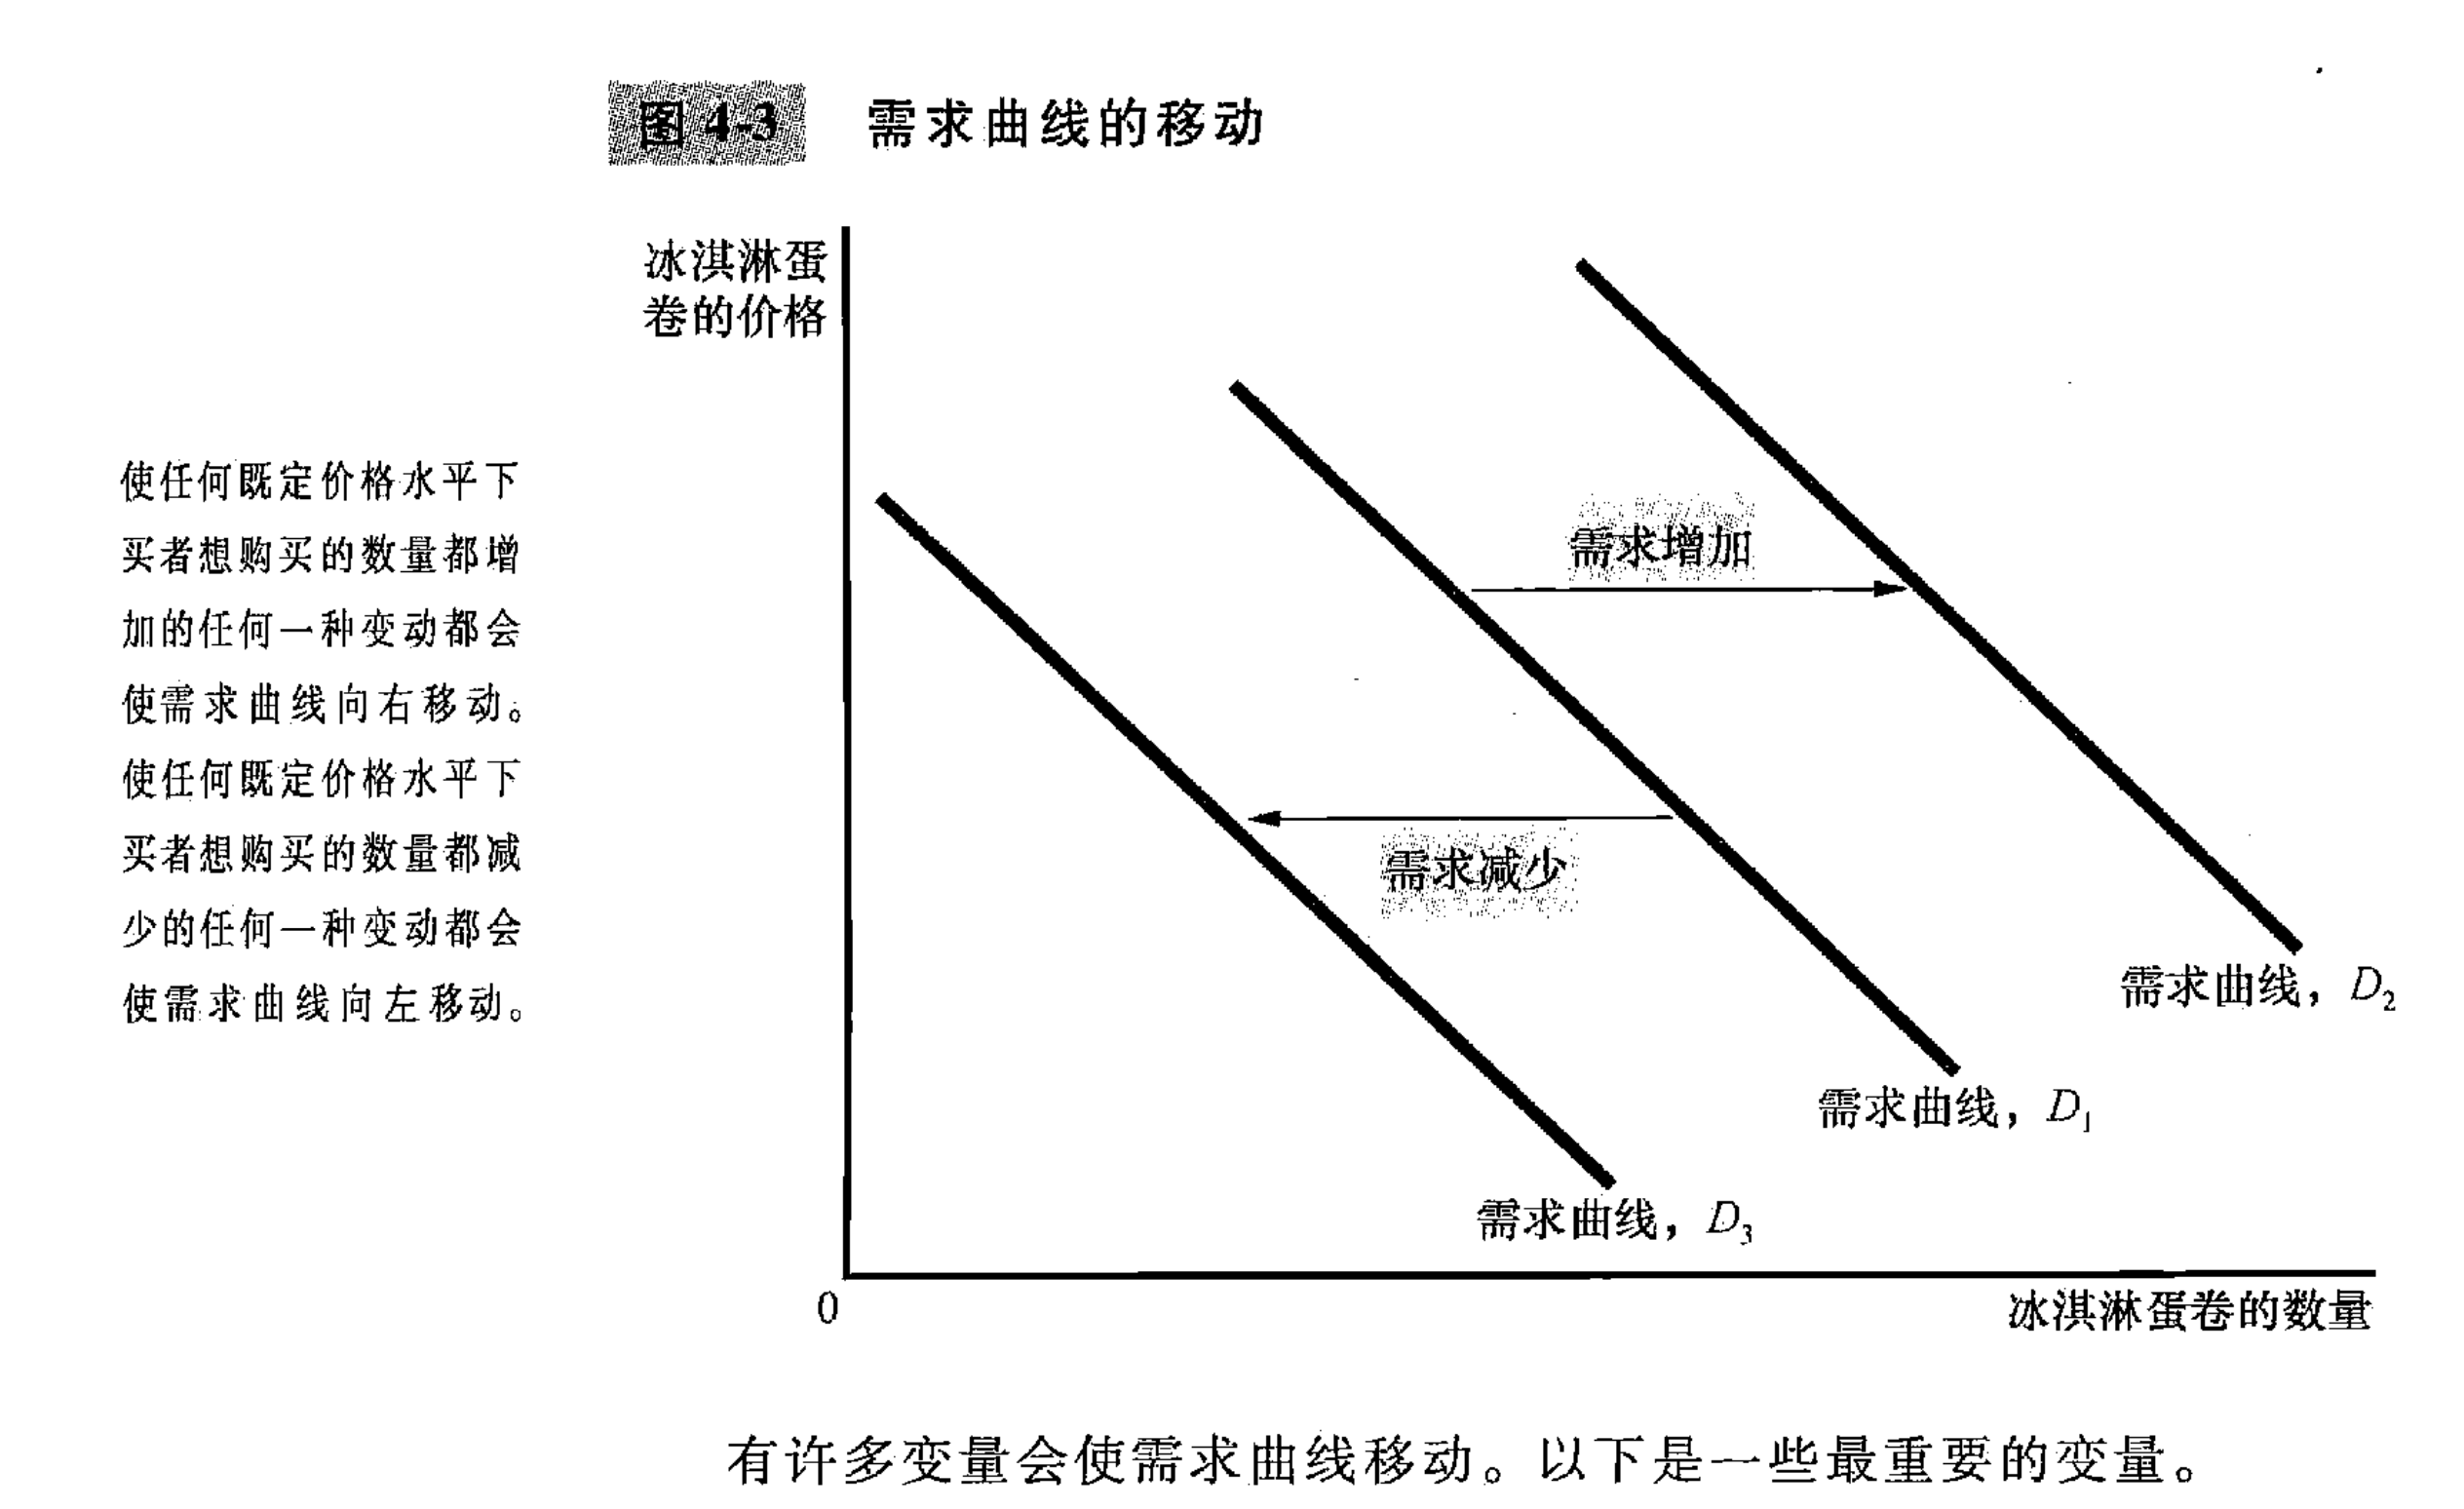 图 4-3 需求曲线的移动
使任何既定价格水平下
买者想购买的数量都增
加的任何一种变动都会
使需求曲线向右移动。
使任何既定价格水平下
买者想购买的数量都减
少的任何一种变动都会
使需求曲线向左移动。
冰淇淋蛋
卷的价格
需求增加
需求减少
需求曲线，D₂
需求曲线，D₁
需求曲线，D₃
0
冰淇淋蛋卷的数量
有许多变量会使需求曲线移动。以下是一些最重要的变量。